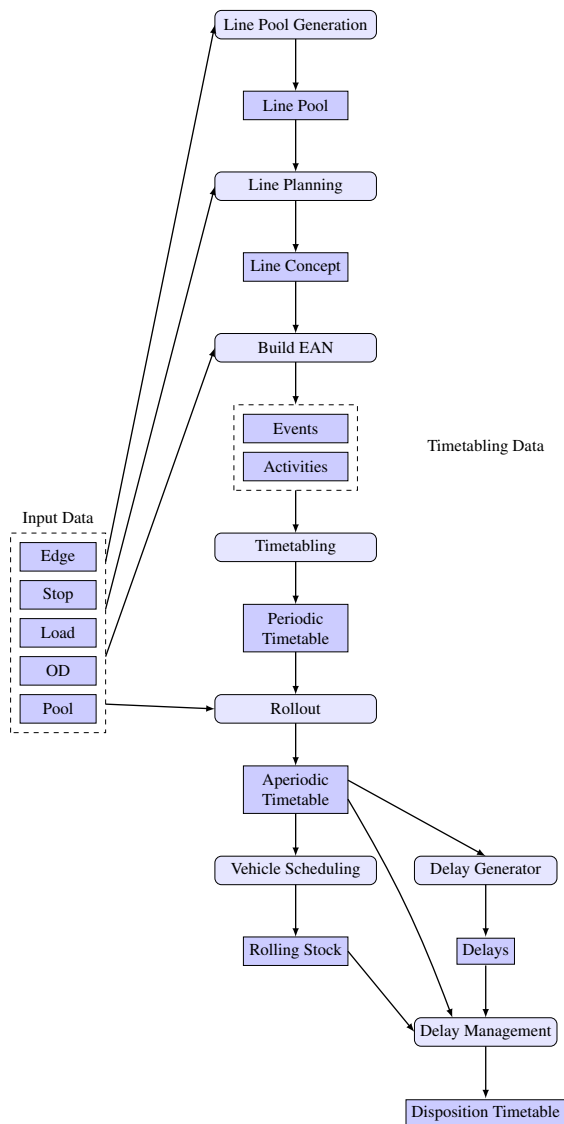 Line Pool Generation
Line Pool
Line Planning
Line Concept
Build EAN
Events
Activities
Timetabling Data
Input Data
Edge
Stop
Load
OD
Pool
Timetabling
Periodic
Timetable
Rollout
Aperiodic
Timetable
Vehicle Scheduling
Delay Generator
Rolling Stock
Delays
Delay Management
Disposition Timetable